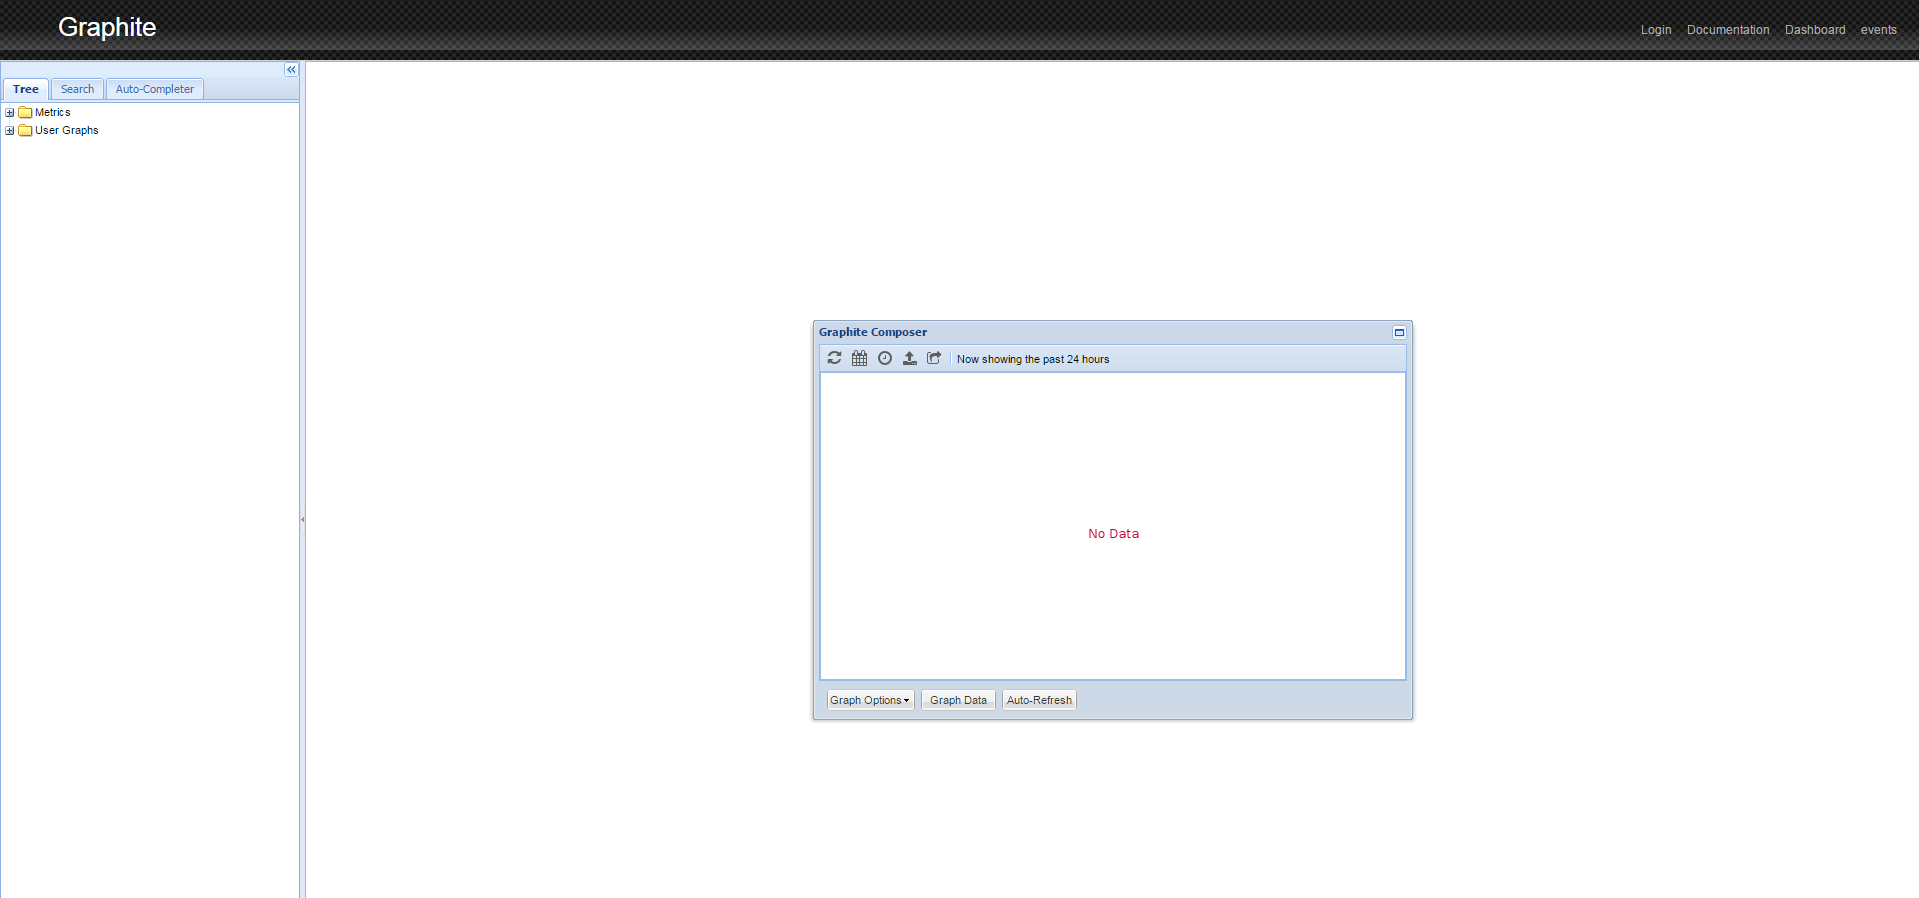 Graphite
Login Documentation Dashboard events
Tree Search Auto-Completer
Metrics
User Graphs
Graphite Composer
Now showing the past 24 hours
No Data
Graph Options Graph Data Auto-Refresh